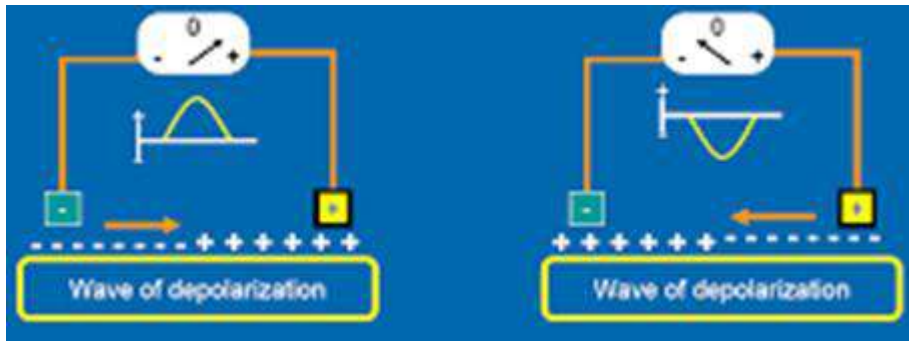 0
- +
+
- +
- - - - - - - - - + + + + + +
Wave of depolarization
0
- +
+
- +
+ + + + + + - - - - - - - - -
Wave of depolarization